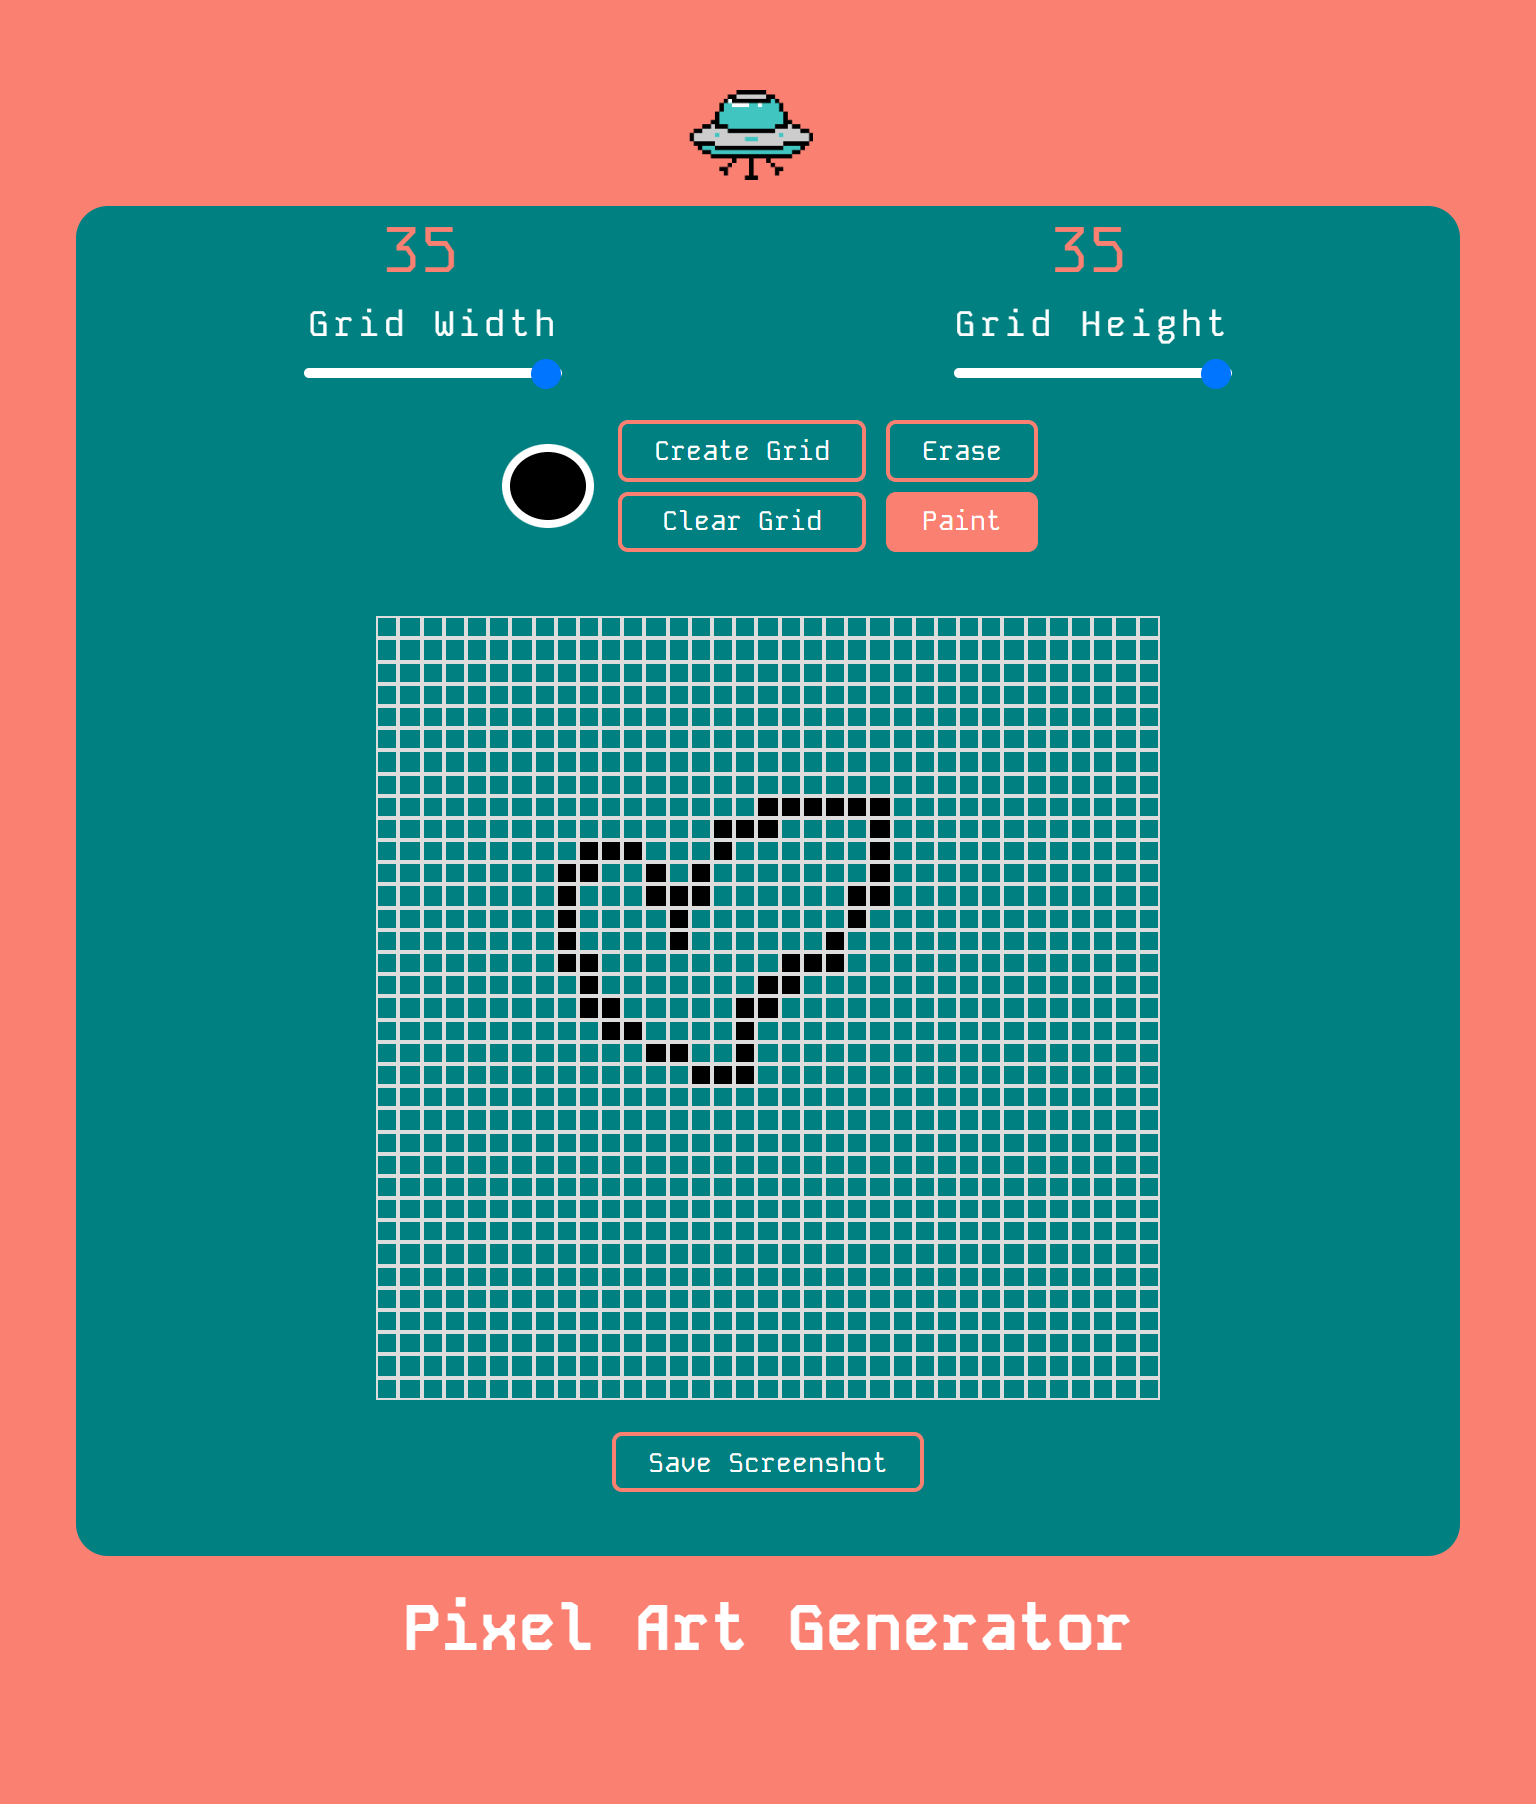 35 35
Grid Width Grid Height
Create Grid Erase
Clear Grid Paint
Save Screenshot
Pixel Art Generator